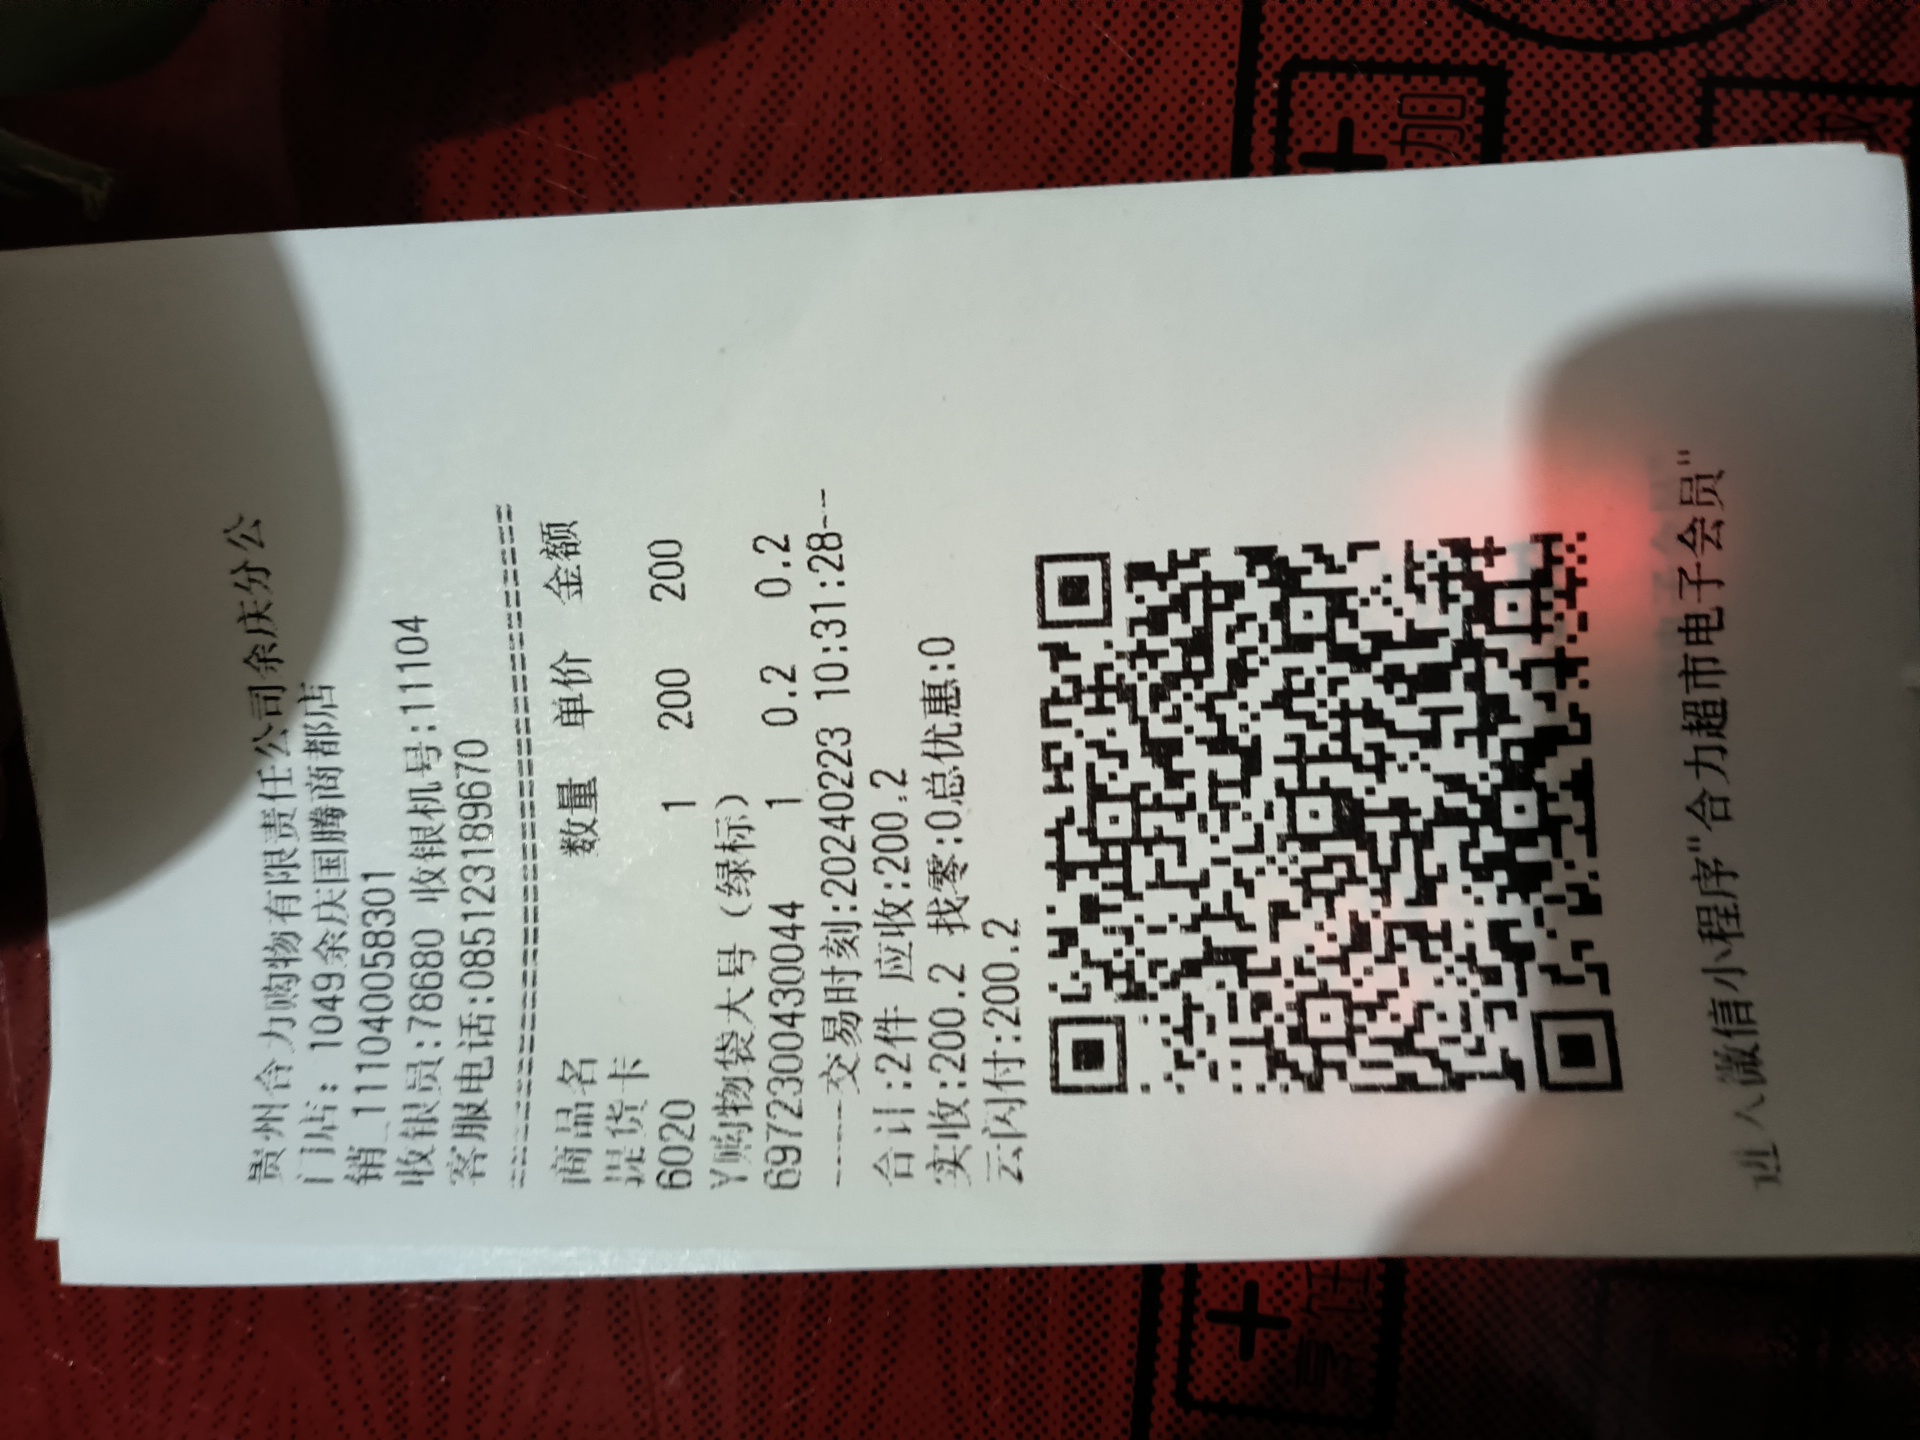 贵州合力购物有限责任公司余庆分公
门店: 1049余庆国腾商都店
销_1110400583​01
收银员:78680 收银机号:111104
客服电话:085123189670
商品名 数量 单价 金额
提货卡
6020 1 200 200
Y购物袋大号（绿标）
6972300430044 1 0.2 0.2
------交易时刻:20240223 10:31:28---
合计:2件 应收:200.2
实收:200.2 找零:0总优惠:0
云闪付:200.2
进入微信小程序"合力超市电子会员"
加